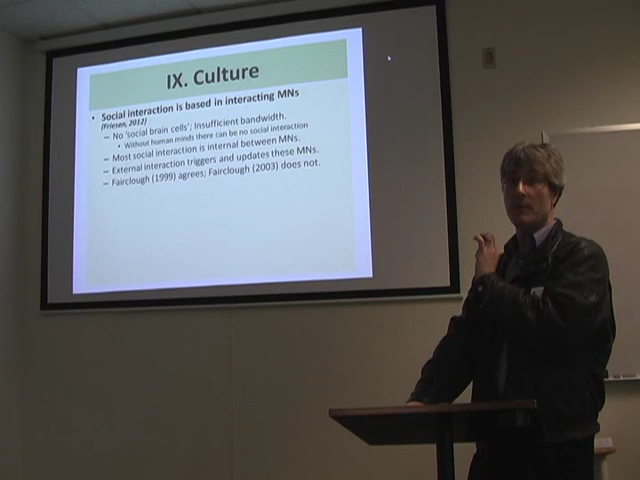 IX. Culture
• Social interaction is based in interacting MNs
(Friesen, 2012)
– No 'social brain cells'; Insufficient bandwidth.
• Without human minds there can be no social interaction
– Most social interaction is internal between MNs.
– External interaction triggers and updates these MNs.
– Fairclough (1999) agrees; Fairclough (2003) does not.